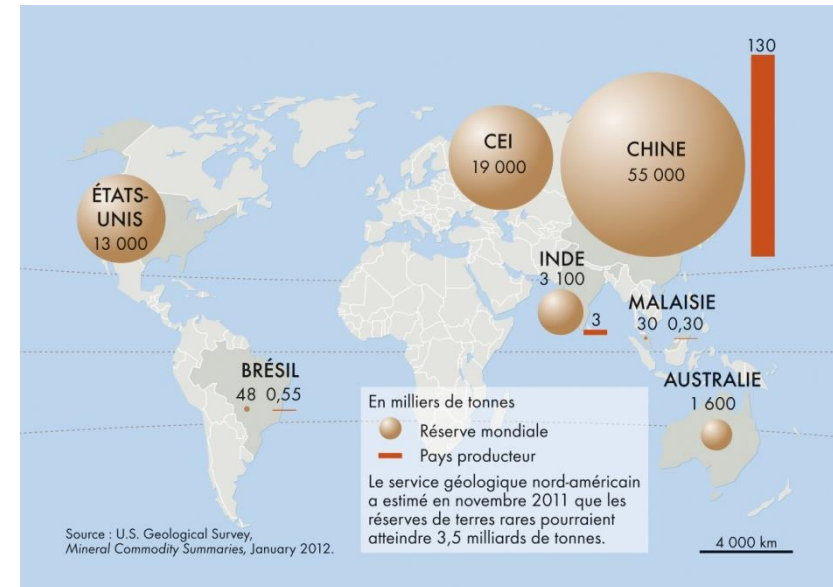 130
CEI
19 000
CHINE
55 000
ÉTATS-
UNIS
13 000
INDE
3 100
3
MALAISIE
30 0,30
BRÉSIL
48 0,55
AUSTRALIE
1 600
En milliers de tonnes
Réserve mondiale
Pays producteur
Le service géologique nord-américain
a estimé en novembre 2011 que les
réserves de terres rares pourraient
atteindre 3,5 milliards de tonnes.
Source : U.S. Geological Survey,
Mineral Commodity Summaries, January 2012.
4 000 km